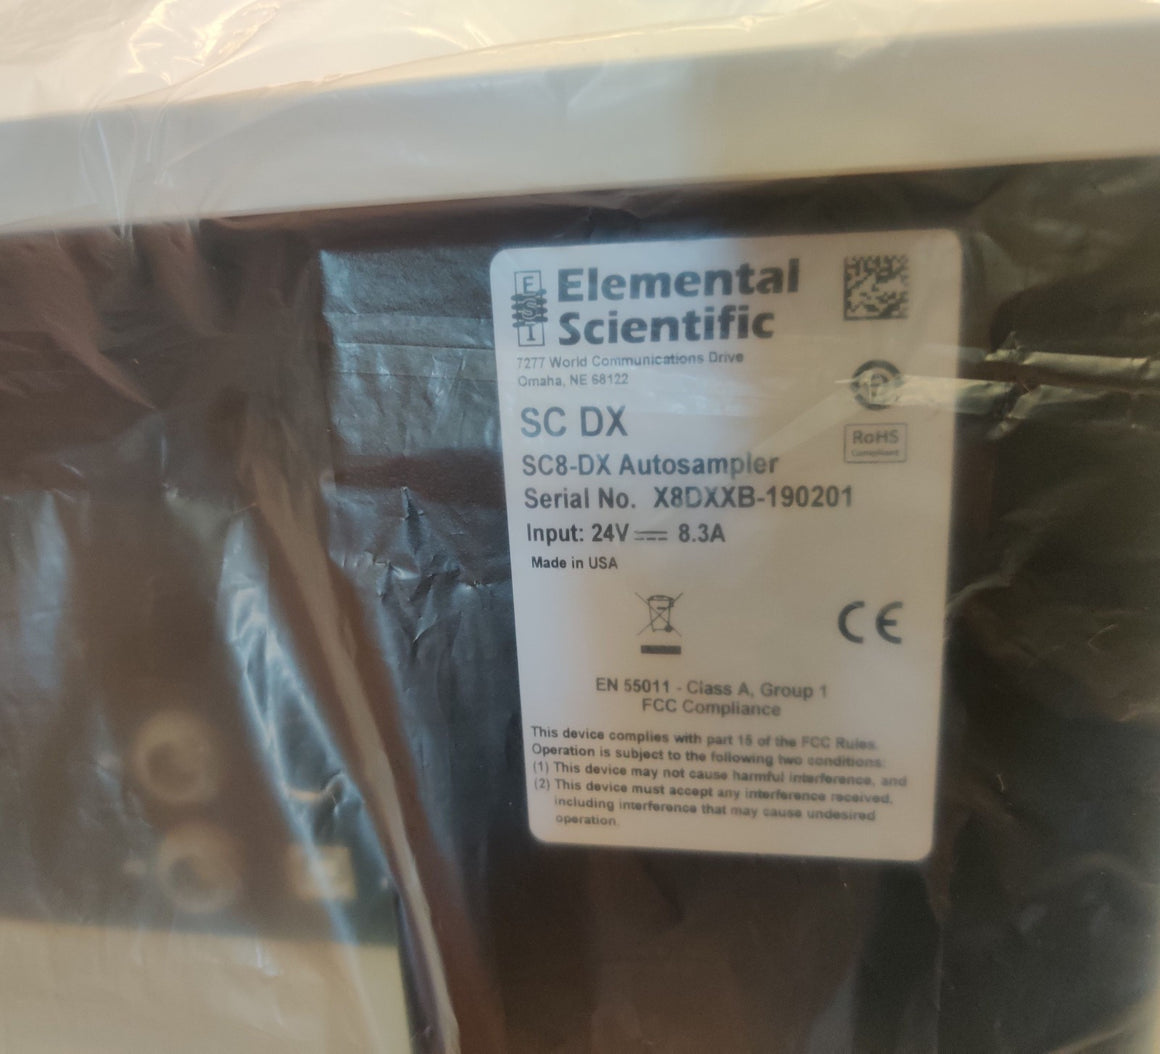 ESI
Elemental
Scientific
7277 World Communications Drive
Omaha, NE 68122
SC DX
RoHS
Compliant
SC8-DX Autosampler
Serial No. X8DXXB-190201
Input: 24V⎓ 8.3A
Made in USA
CE
EN 55011 - Class A, Group 1
FCC Compliance
This device complies with part 15 of the FCC Rules.
Operation is subject to the following two conditions:
(1) This device may not cause harmful interference, and
(2) This device must accept any interference received,
including interference that may cause undesired
operation.